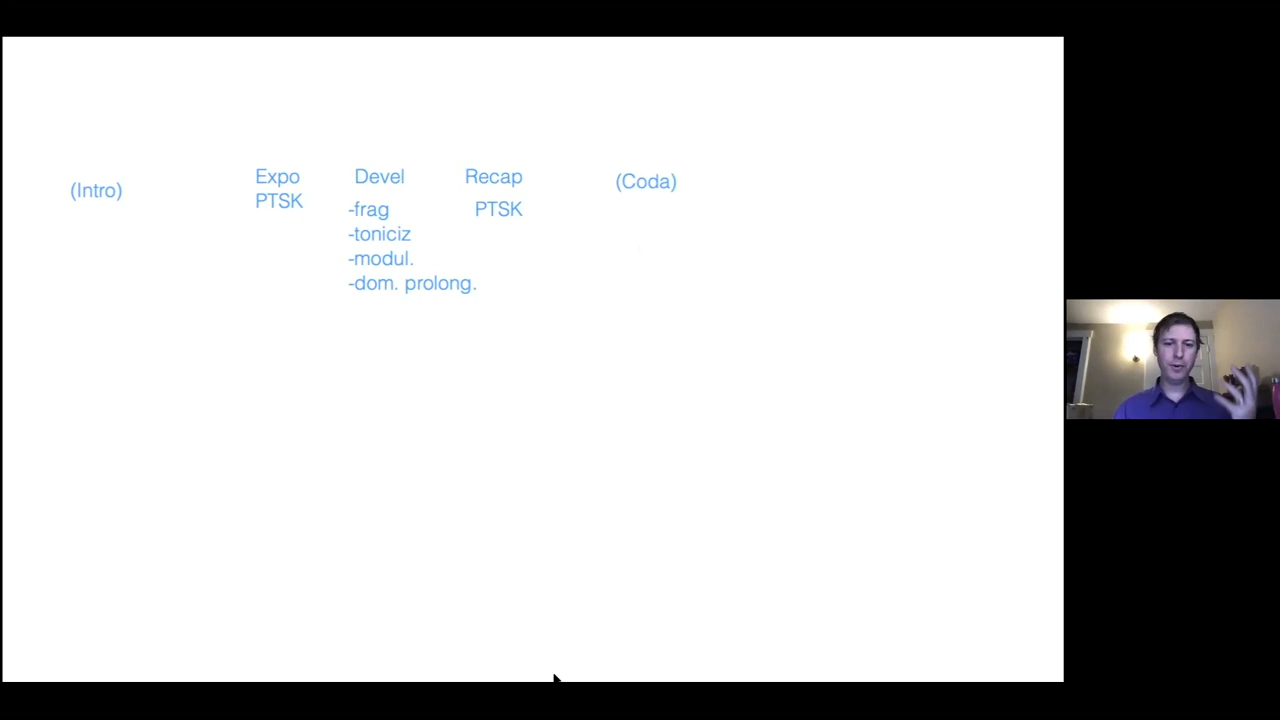 (Intro)
Expo
PTSK
Devel
-frag
-toniciz
-modul.
-dom. prolong.
Recap
PTSK
(Coda)